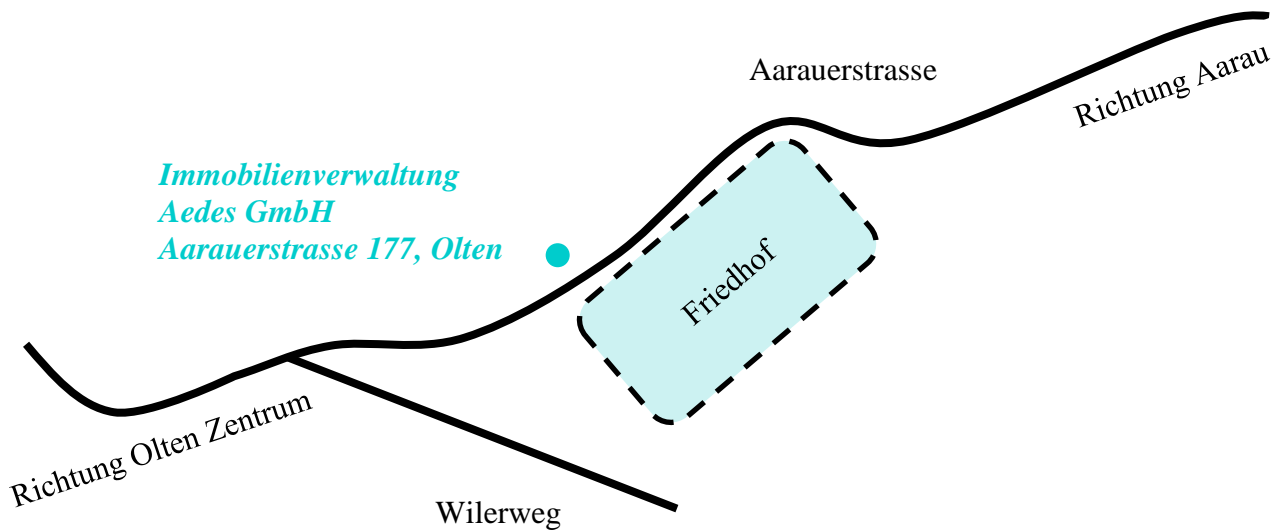 Aarauerstrasse
Richtung Aarau
Immobilienverwaltung
Aedes GmbH
Aarauerstrasse 177, Olten
Friedhof
Richtung Olten Zentrum
Wilerweg